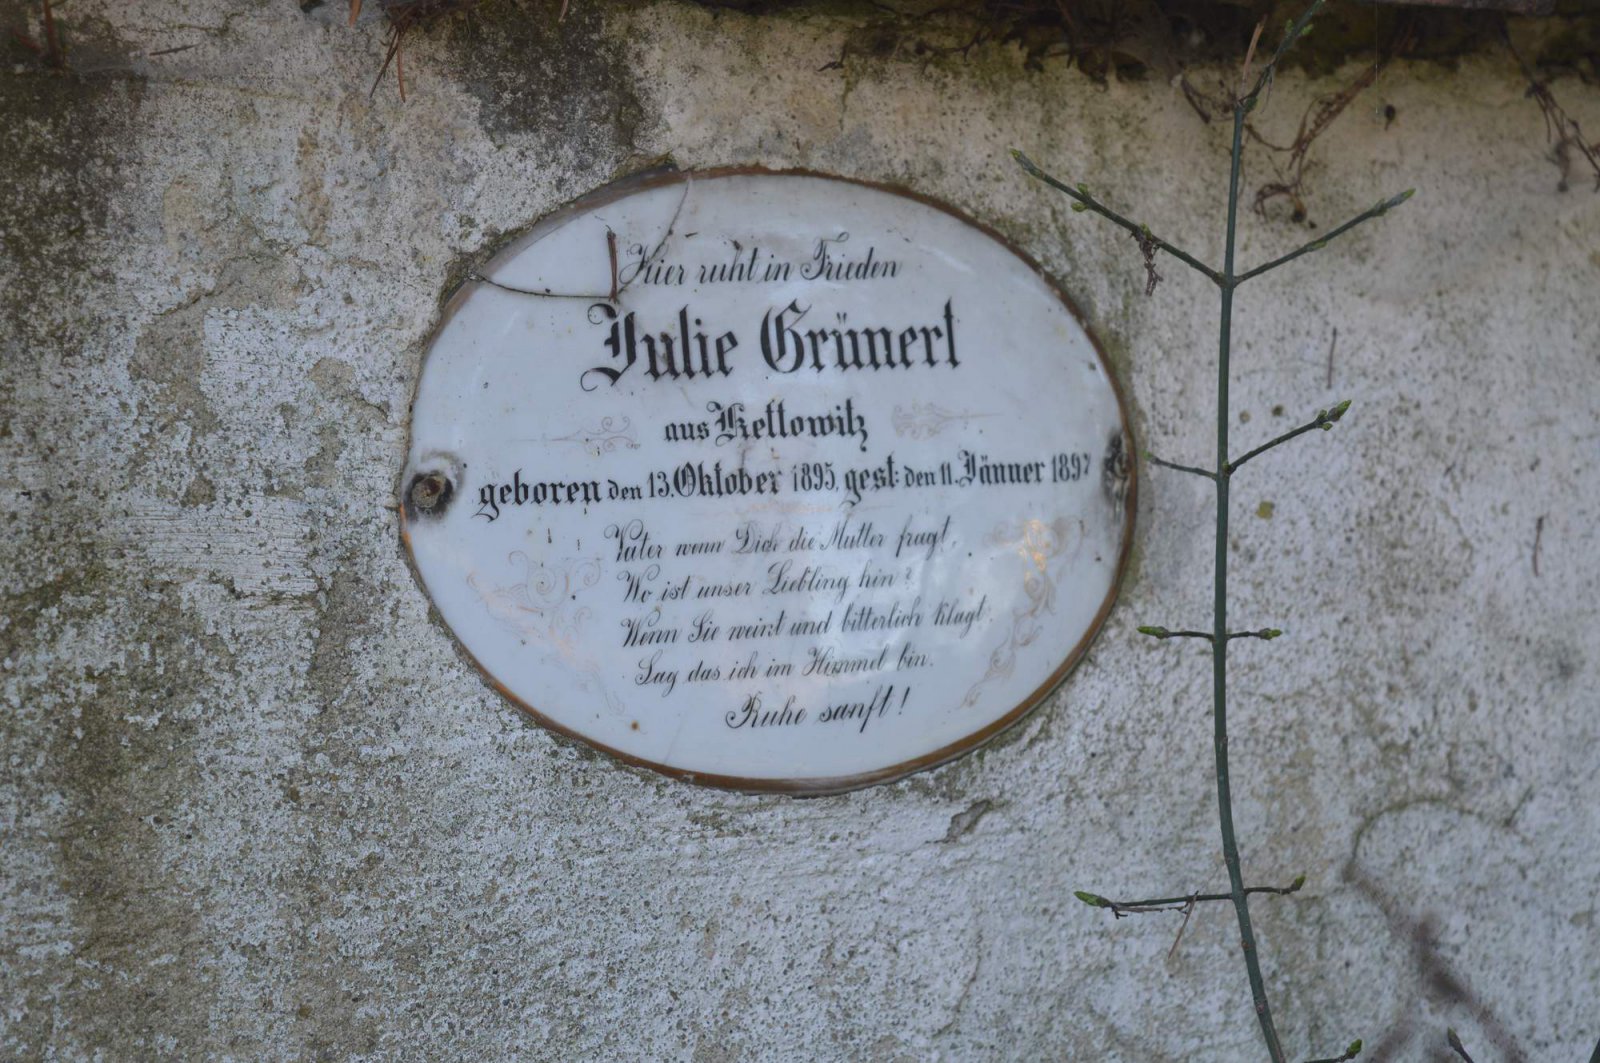 Hier ruht in Frieden
Julie Grünert
aus Kettowitz
geboren den 13. Oktober 1895, gest: den 11. Jänner 1897
Vater wenn Dich die Mutter fragt,
Wo ist unser Liebling hin?
Wenn Sie weint und bitterlich klagt,
Sag das ich im Himmel bin.
Ruhe sanft!